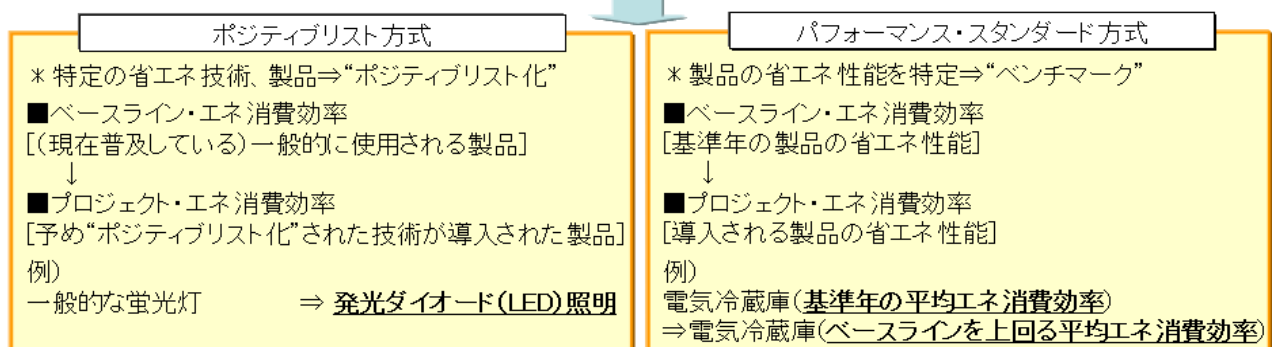 ポジティブリスト方式
＊特定の省エネ技術、製品⇒“ポジティブリスト化”
■ベースライン・エネ消費効率
[(現在普及している)一般的に使用される製品]
↓
■プロジェクト・エネ消費効率
[予め“ポジティブリスト化”された技術が導入された製品]
例)
一般的な蛍光灯　　　　⇒ 発光ダイオード(LED)照明
パフォーマンス・スタンダード方式
＊製品の省エネ性能を特定⇒“ベンチマーク”
■ベースライン・エネ消費効率
[基準年の製品の省エネ性能]
↓
■プロジェクト・エネ消費効率
[導入される製品の省エネ性能]
例)
電気冷蔵庫(基準年の平均エネ消費効率)
⇒電気冷蔵庫(ベースラインを上回る平均エネ消費効率)